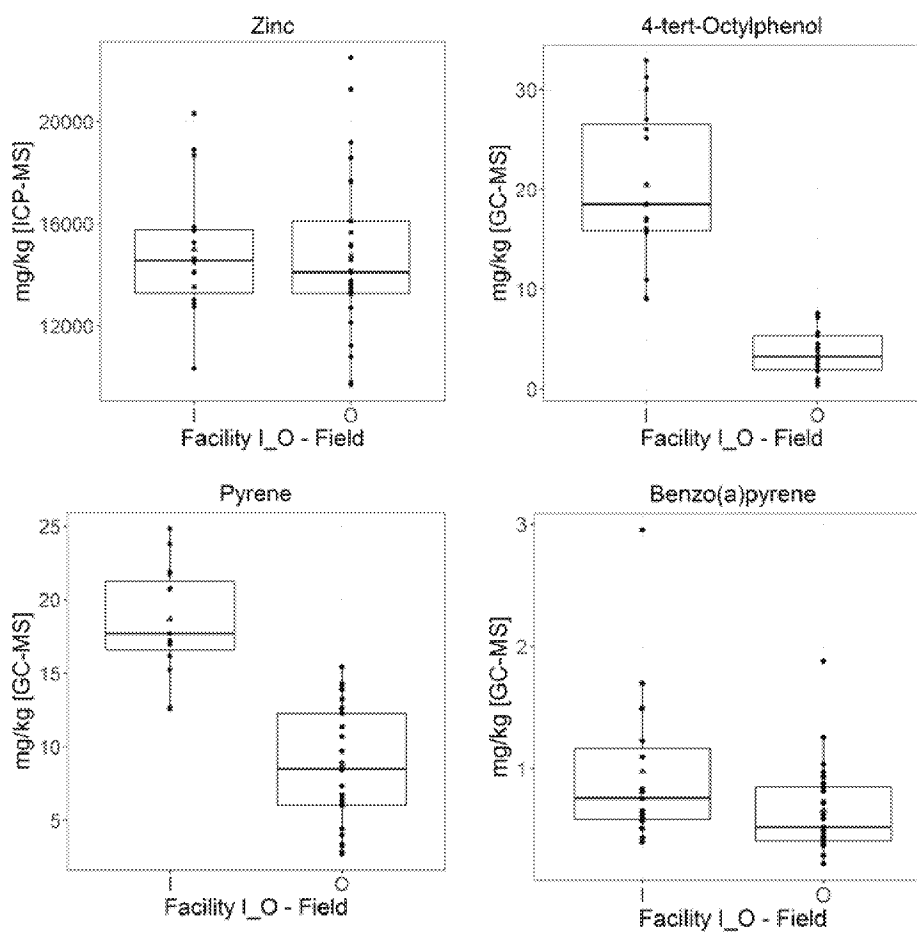 Zinc
mg/kg [ICP-MS]
20000
16000
12000
I
O
Facility I_O - Field
4-tert-Octylphenol
mg/kg [GC-MS]
30
20
10
0
I
O
Facility I_O - Field
Pyrene
mg/kg [GC-MS]
25
20
15
10
5
I
O
Facility I_O - Field
Benzo(a)pyrene
mg/kg [GC-MS]
3
2
1
I
O
Facility I_O - Field